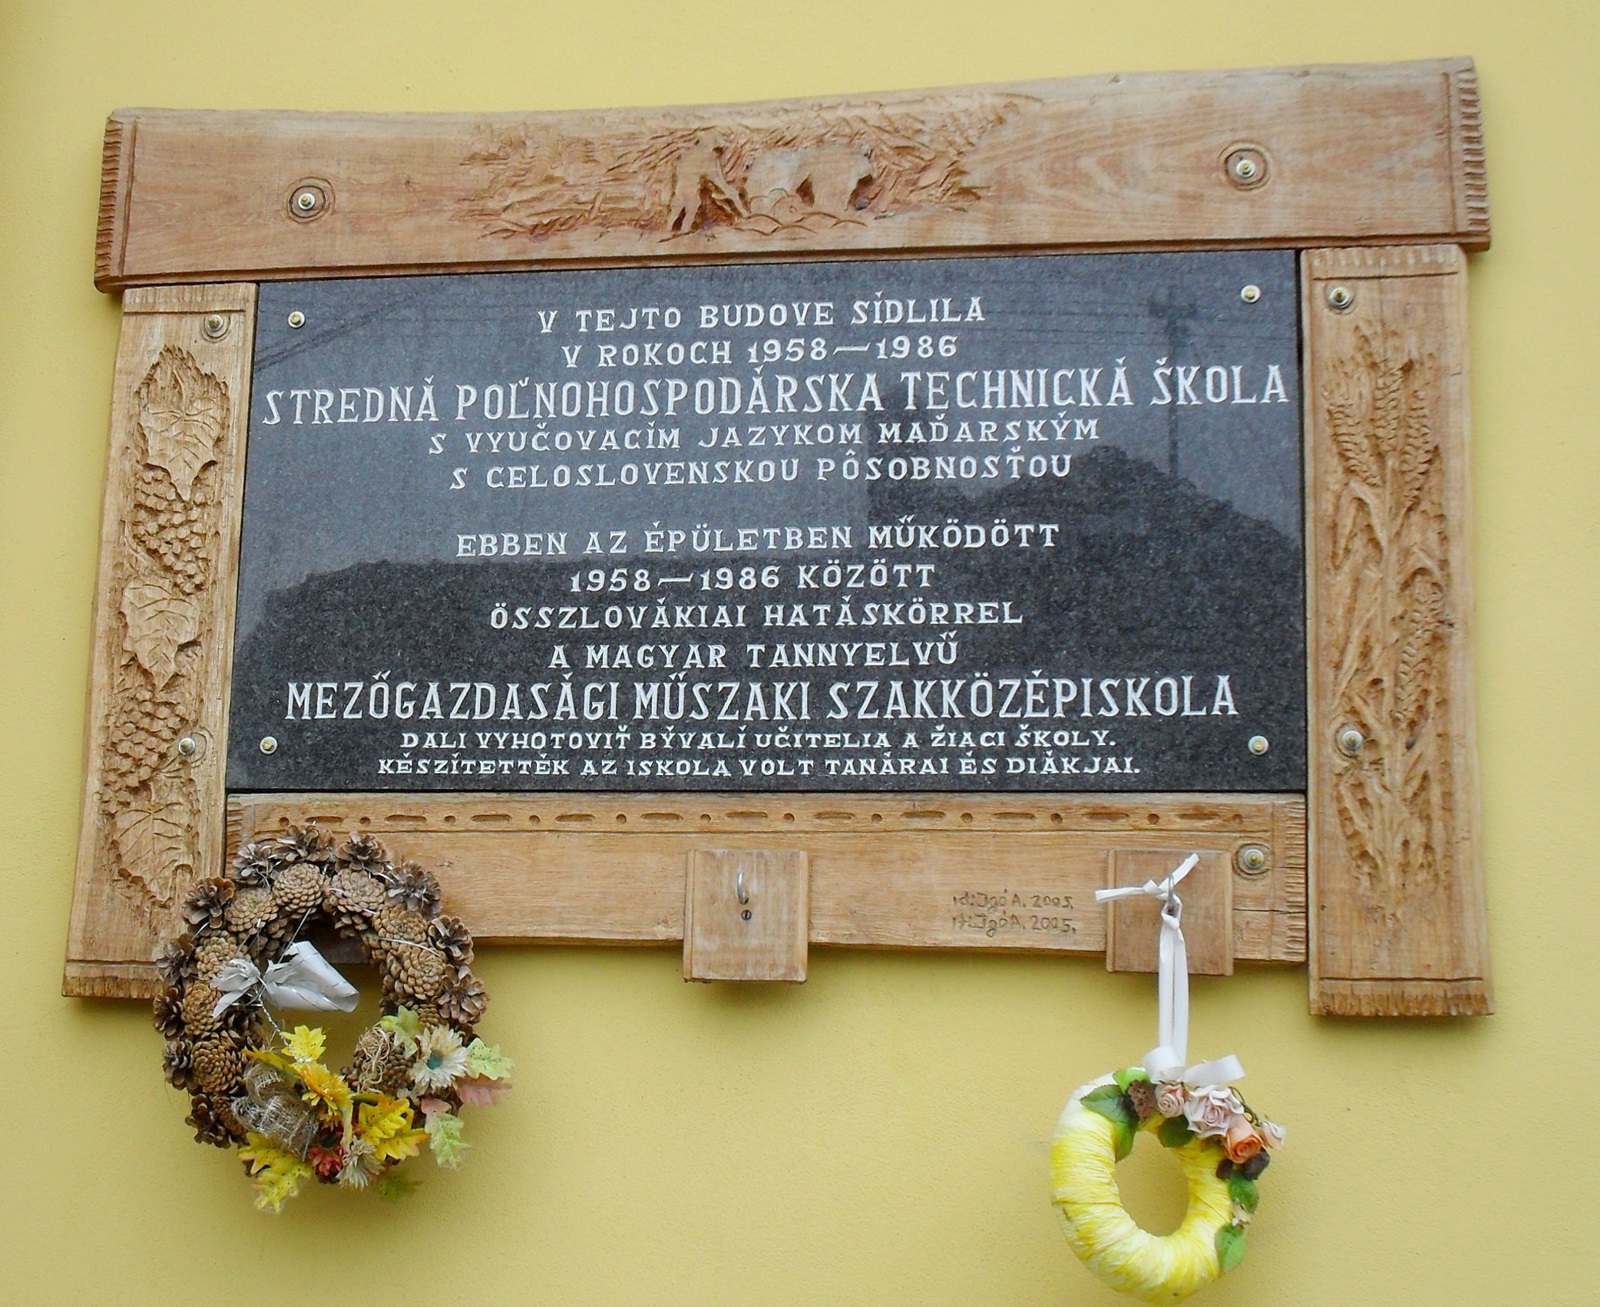 V TEJTO BUDOVE SÍDLILA
V ROKOCH 1958—1986
STREDNÁ POĽNOHOSPODÁRSKA TECHNICKÁ ŠKOLA
S VYUČOVACÍM JAZYKOM MAĎARSKÝM
S CELOSLOVENSKOU PÔSOBNOSŤOU
EBBEN AZ ÉPÜLETBEN MŰKÖDÖTT
1958—1986 KÖZÖTT
ÖSSZLOVÁKIAI HATÁSKÖRREL
A MAGYAR TANNYELVŰ
MEZŐGAZDASÁGI MŰSZAKI SZAKKÖZÉPISKOLA
DALI VYHOTOVIŤ BÝVALÍ UČITELIA A ŽIACI ŠKOLY.
KÉSZÍTETTÉK AZ ISKOLA VOLT TANÁRAI ÉS DIÁKJAI.
A. 2005.
A. 2005.